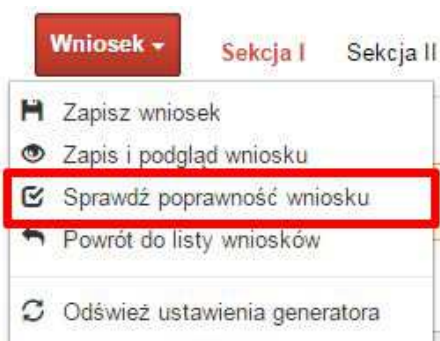 Wniosek Sekcja I Sekcja II
Zapisz wniosek
Zapis i podgląd wniosku
Sprawdź poprawność wniosku
Powrót do listy wniosków
Odśwież ustawienia generatora